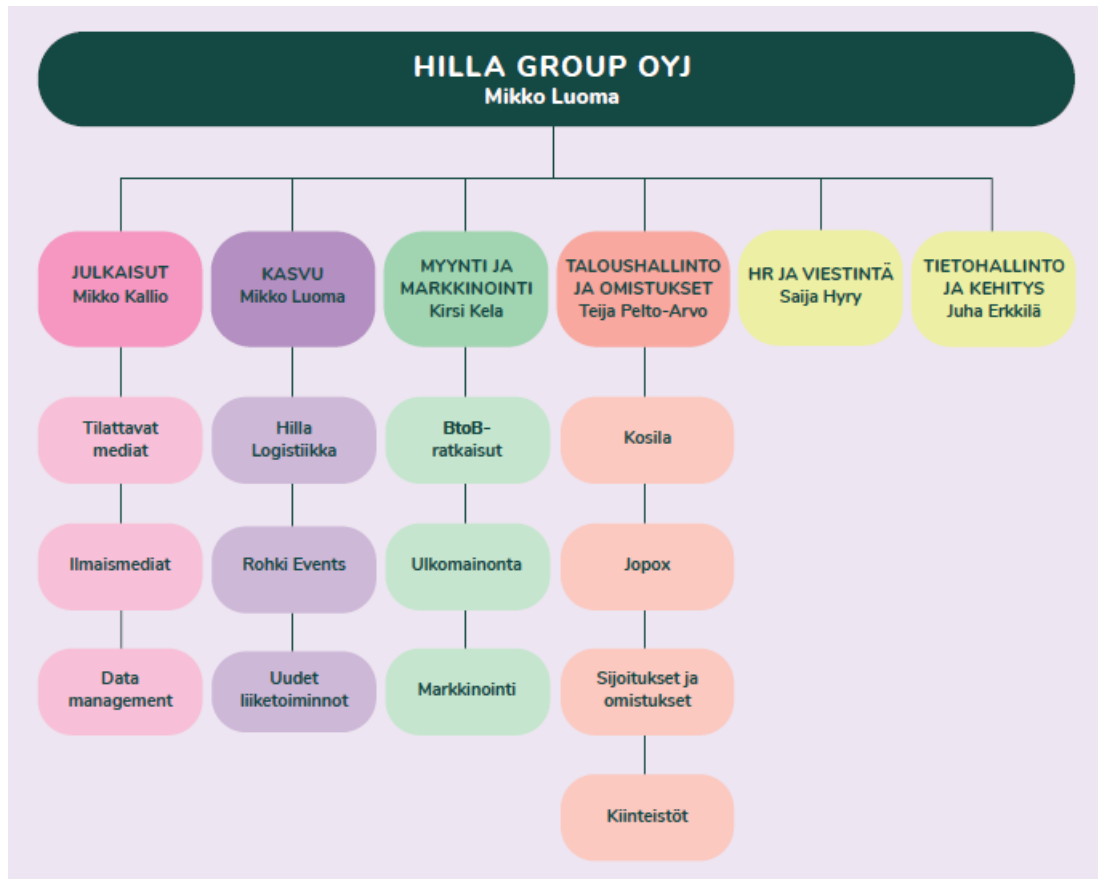 HILLA GROUP OYJ
Mikko Luoma
JULKAISUT
Mikko Kallio
KASVU
Mikko Luoma
MYYNTI JA
MARKKINOINTI
Kirsi Kela
TALOUSHALLINTO
JA OMISTUKSET
Teija Pelto-Arvo
HR JA VIESTINTÄ
Saija Hyry
TIETOHALLINTO
JA KEHITYS
Juha Erkkilä
Tilattavat
mediat
Hilla
Logistiikka
BtoB-
ratkaisut
Kosila
Ilmaismediat
Rohki Events
Ulkomainonta
Jopox
Data
management
Uudet
liiketoiminnot
Markkinointi
Sijoitukset ja
omistukset
Kiinteistöt